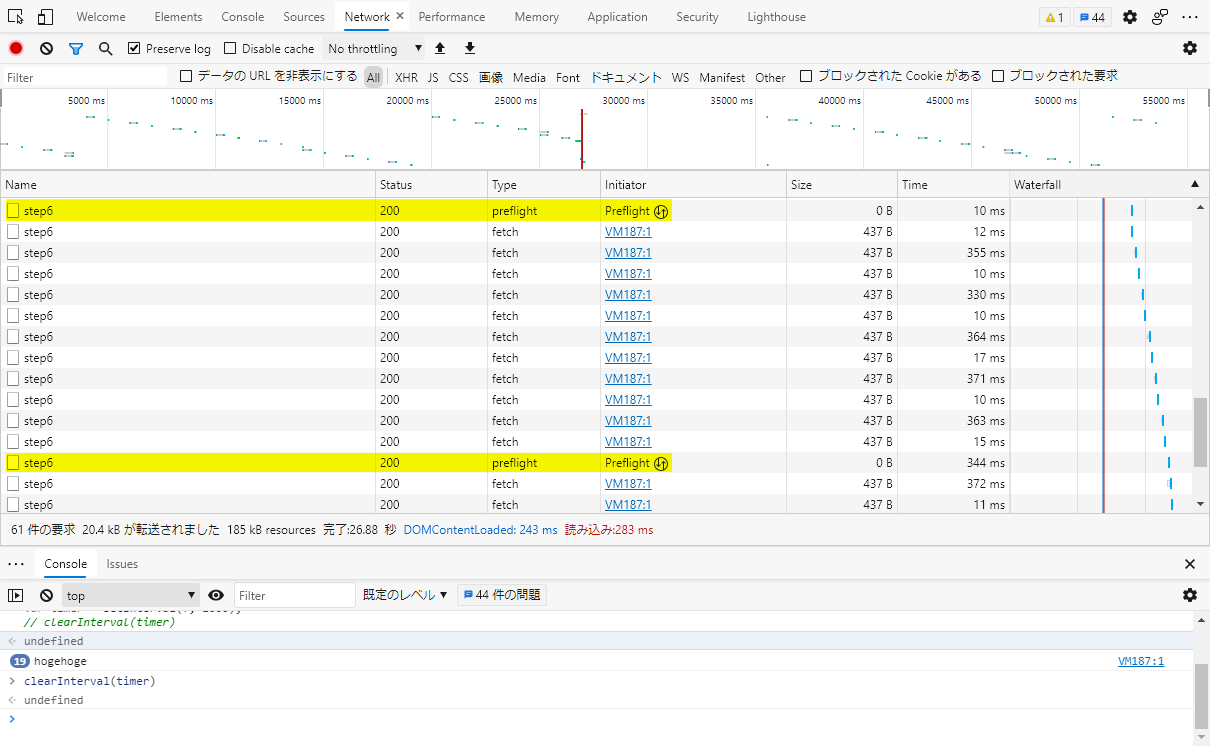 Welcome Elements Console Sources Network × Performance Memory Application Security Lighthouse 1 44
Preserve log Disable cache No throttling
Filter データの URL を非表示にする All XHR JS CSS 画像 Media Font ドキュメント WS Manifest Other ブロックされた Cookie がある ブロックされた要求
5000 ms 10000 ms 15000 ms 20000 ms 25000 ms 30000 ms 35000 ms 40000 ms 45000 ms 50000 ms 55000 ms
Name Status Type Initiator Size Time Waterfall
step6 200 preflight Preflight 0 B 10 ms
step6 200 fetch VM187:1 437 B 12 ms
step6 200 fetch VM187:1 437 B 355 ms
step6 200 fetch VM187:1 437 B 10 ms
step6 200 fetch VM187:1 437 B 330 ms
step6 200 fetch VM187:1 437 B 10 ms
step6 200 fetch VM187:1 437 B 364 ms
step6 200 fetch VM187:1 437 B 17 ms
step6 200 fetch VM187:1 437 B 371 ms
step6 200 fetch VM187:1 437 B 10 ms
step6 200 fetch VM187:1 437 B 363 ms
step6 200 fetch VM187:1 437 B 15 ms
step6 200 preflight Preflight 0 B 344 ms
step6 200 fetch VM187:1 437 B 372 ms
step6 200 fetch VM187:1 437 B 11 ms
61 件の要求 20.4 kB が転送されました 185 kB resources 完了:26.88 秒 DOMContentLoaded: 243 ms 読み込み:283 ms
Console Issues
top Filter 既定のレベル 44 件の問題
// clearInterval(timer)
undefined
19 hogehoge VM187:1
clearInterval(timer)
undefined